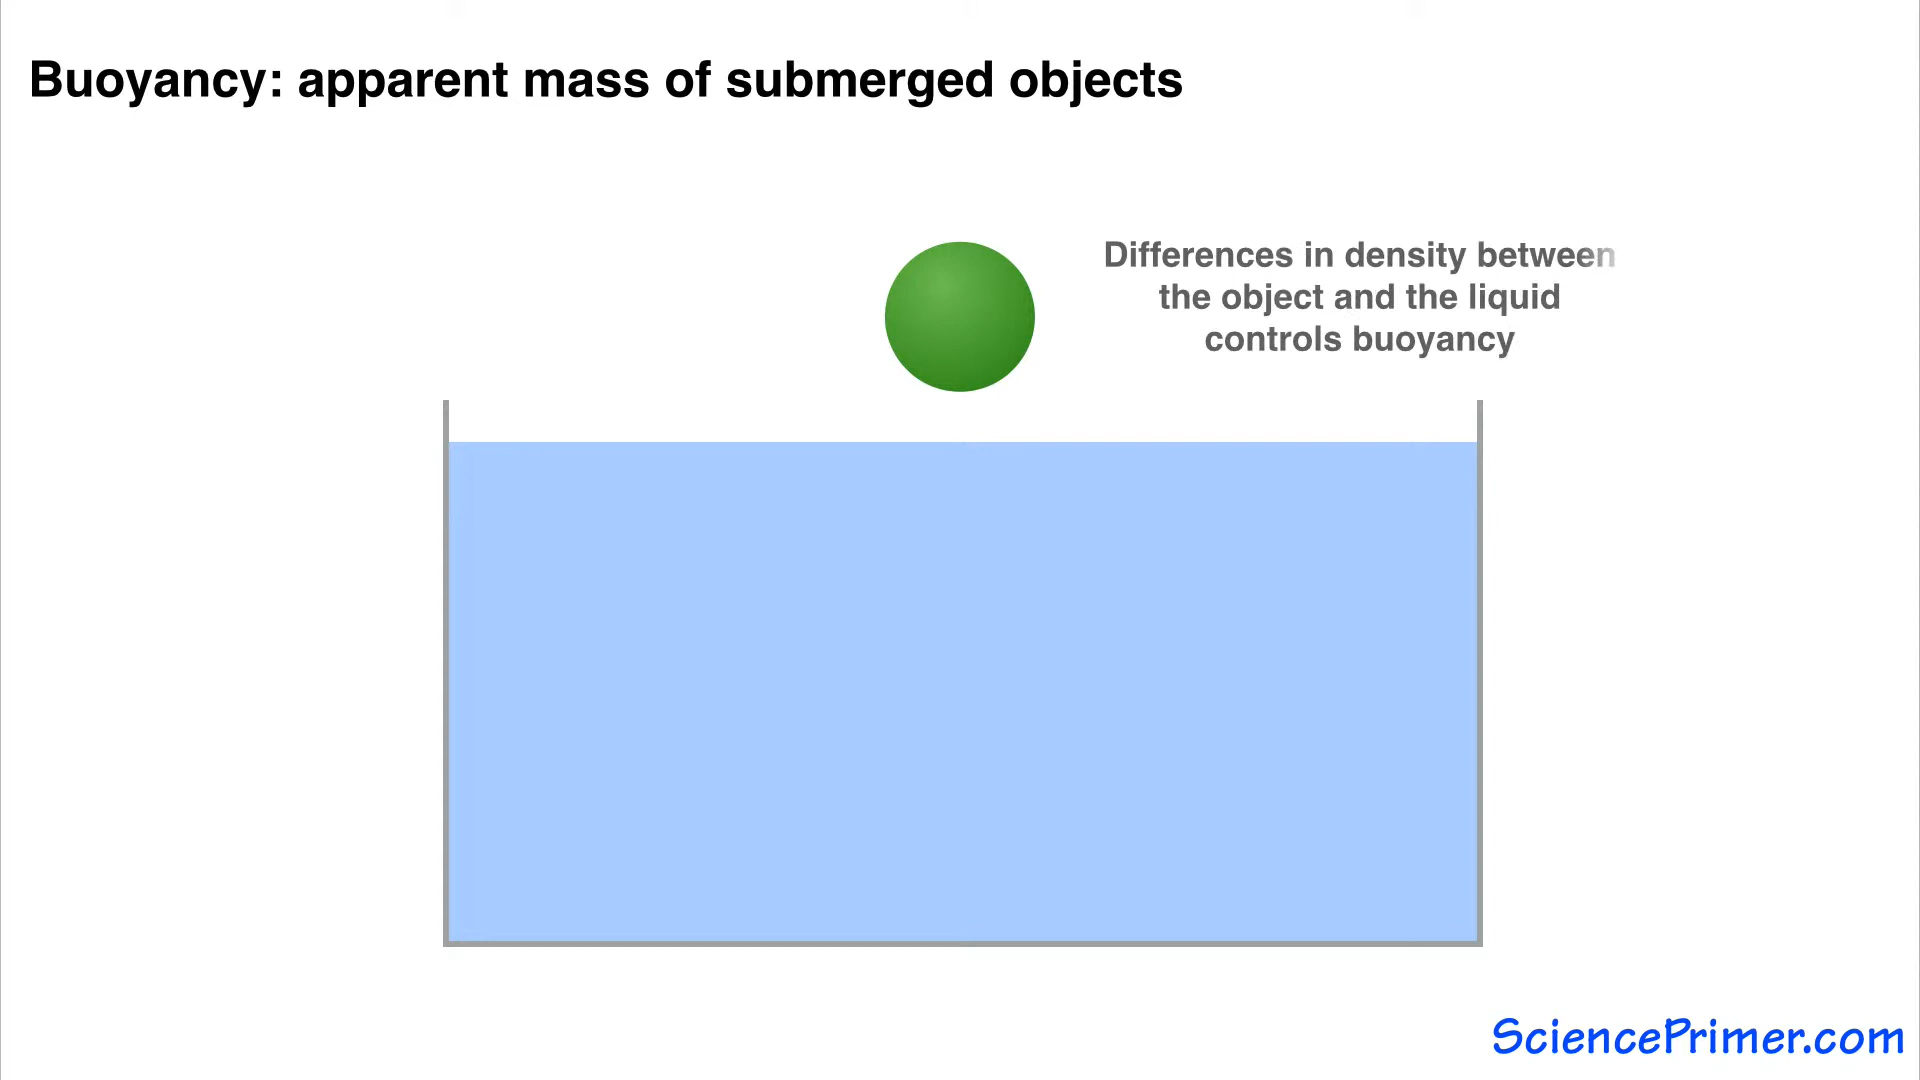 Buoyancy: apparent mass of submerged objects
Differences in density between
the object and the liquid
controls buoyancy
SciencePrimer.com